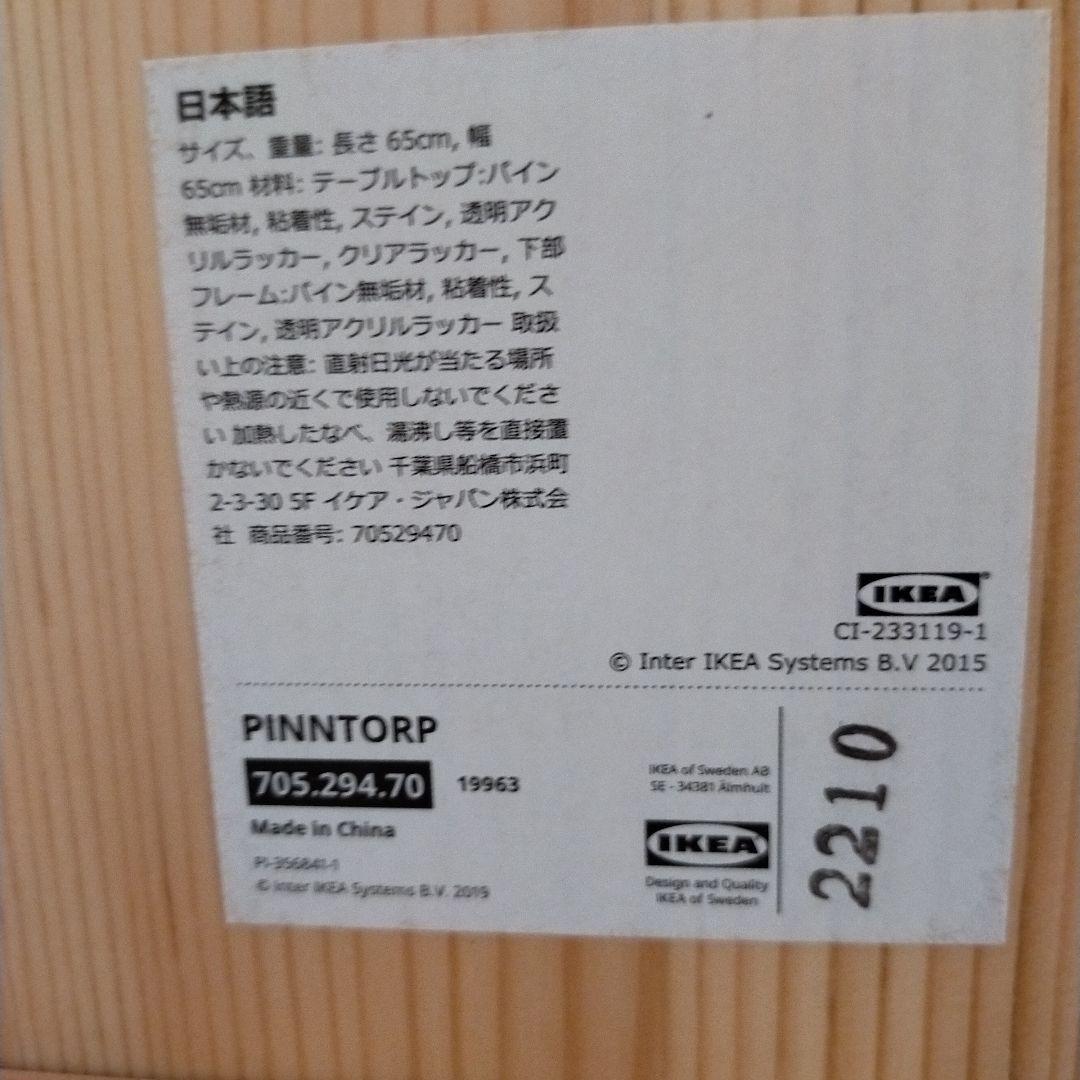 日本語
サイズ、重量: 長さ 65cm, 幅
65cm 材料: テーブルトップ:パイン
無垢材, 粘着性, ステイン, 透明アク
リルラッカー, クリアラッカー, 下部
フレーム:パイン無垢材, 粘着性, ス
テイン, 透明アクリルラッカー 取扱
い上の注意: 直射日光が当たる場所
や熱源の近くで使用しないでくださ
い 加熱したなべ、湯沸し等を直接置
かないでください 千葉県船橋市浜町
2-3-30 5F イケア・ジャパン株式会
社 商品番号: 70529470
IKEA®
CI-233119-1
© Inter IKEA Systems B.V 2015
PINNTORP
705.294.70 19963
Made in China
PI-356841-1
© Inter IKEA Systems B.V. 2019
IKEA of Sweden AB
SE - 34381 Älmhult
IKEA
Design and Quality
IKEA of Sweden
2210